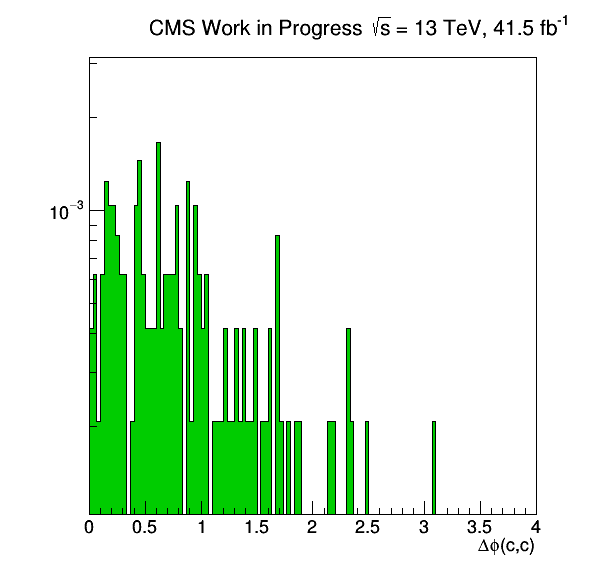 CMS Work in Progress √s = 13 TeV, 41.5 fb⁻¹
10⁻³
0 0.5 1 1.5 2 2.5 3 3.5 4
Δϕ(c,c)